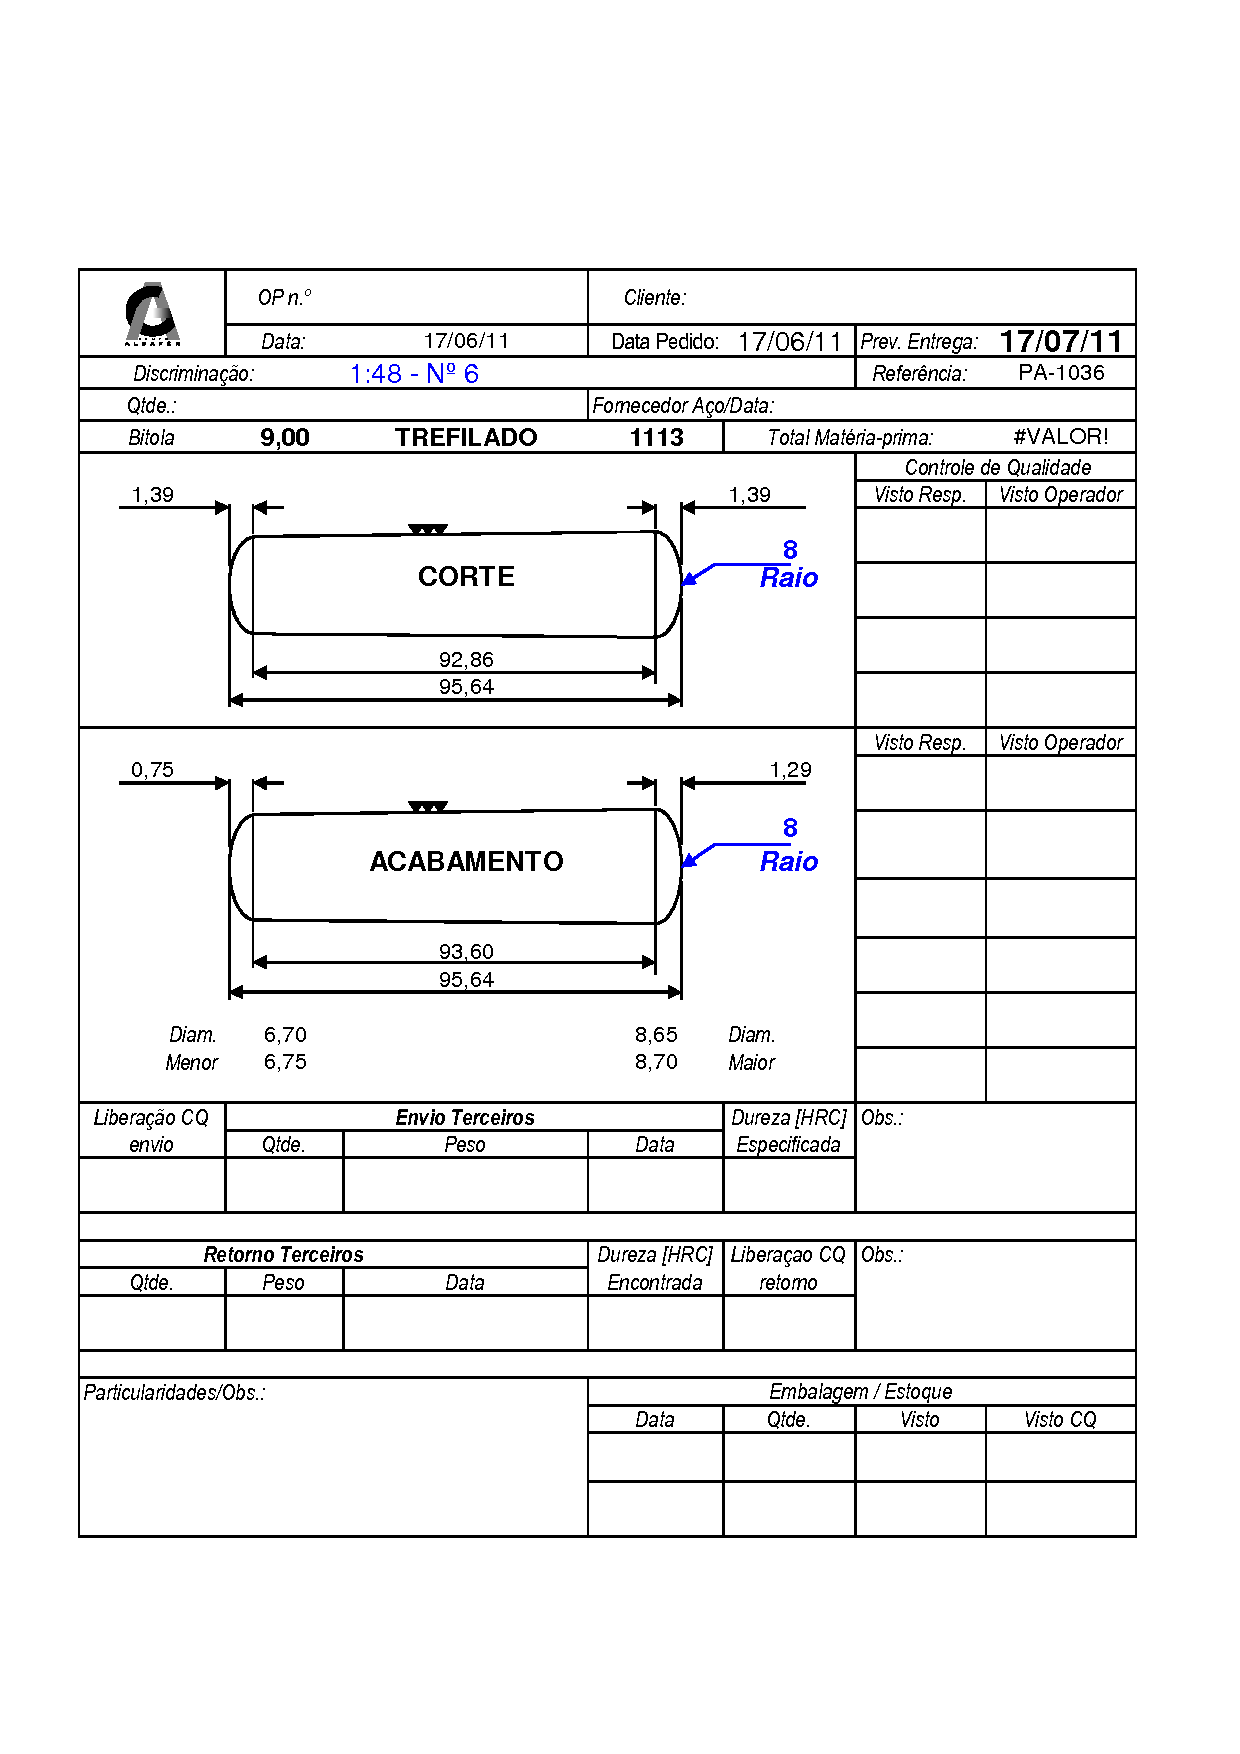 ALBAFER
OP n.º Cliente:
Data: 17/06/11 Data Pedido: 17/06/11 Prev. Entrega: 17/07/11
Discriminação: 1:48 - Nº 6 Referência: PA-1036
Qtde.: Fornecedor Aço/Data:
Bitola 9,00 TREFILADO 1113 Total Matéria-prima: #VALOR!
Controle de Qualidade
1,39 1,39 Visto Resp. Visto Operador
8
CORTE Raio
92,86
95,64
Visto Resp. Visto Operador
0,75 1,29
8
ACABAMENTO Raio
93,60
95,64
Diam. 6,70 8,65 Diam.
Menor 6,75 8,70 Maior
Liberação CQ Envio Terceiros Dureza [HRC] Obs.:
envio Qtde. Peso Data Especificada
Retorno Terceiros Dureza [HRC] Liberaçao CQ Obs.:
Qtde. Peso Data Encontrada retorno
Particularidades/Obs.: Embalagem / Estoque
Data Qtde. Visto Visto CQ